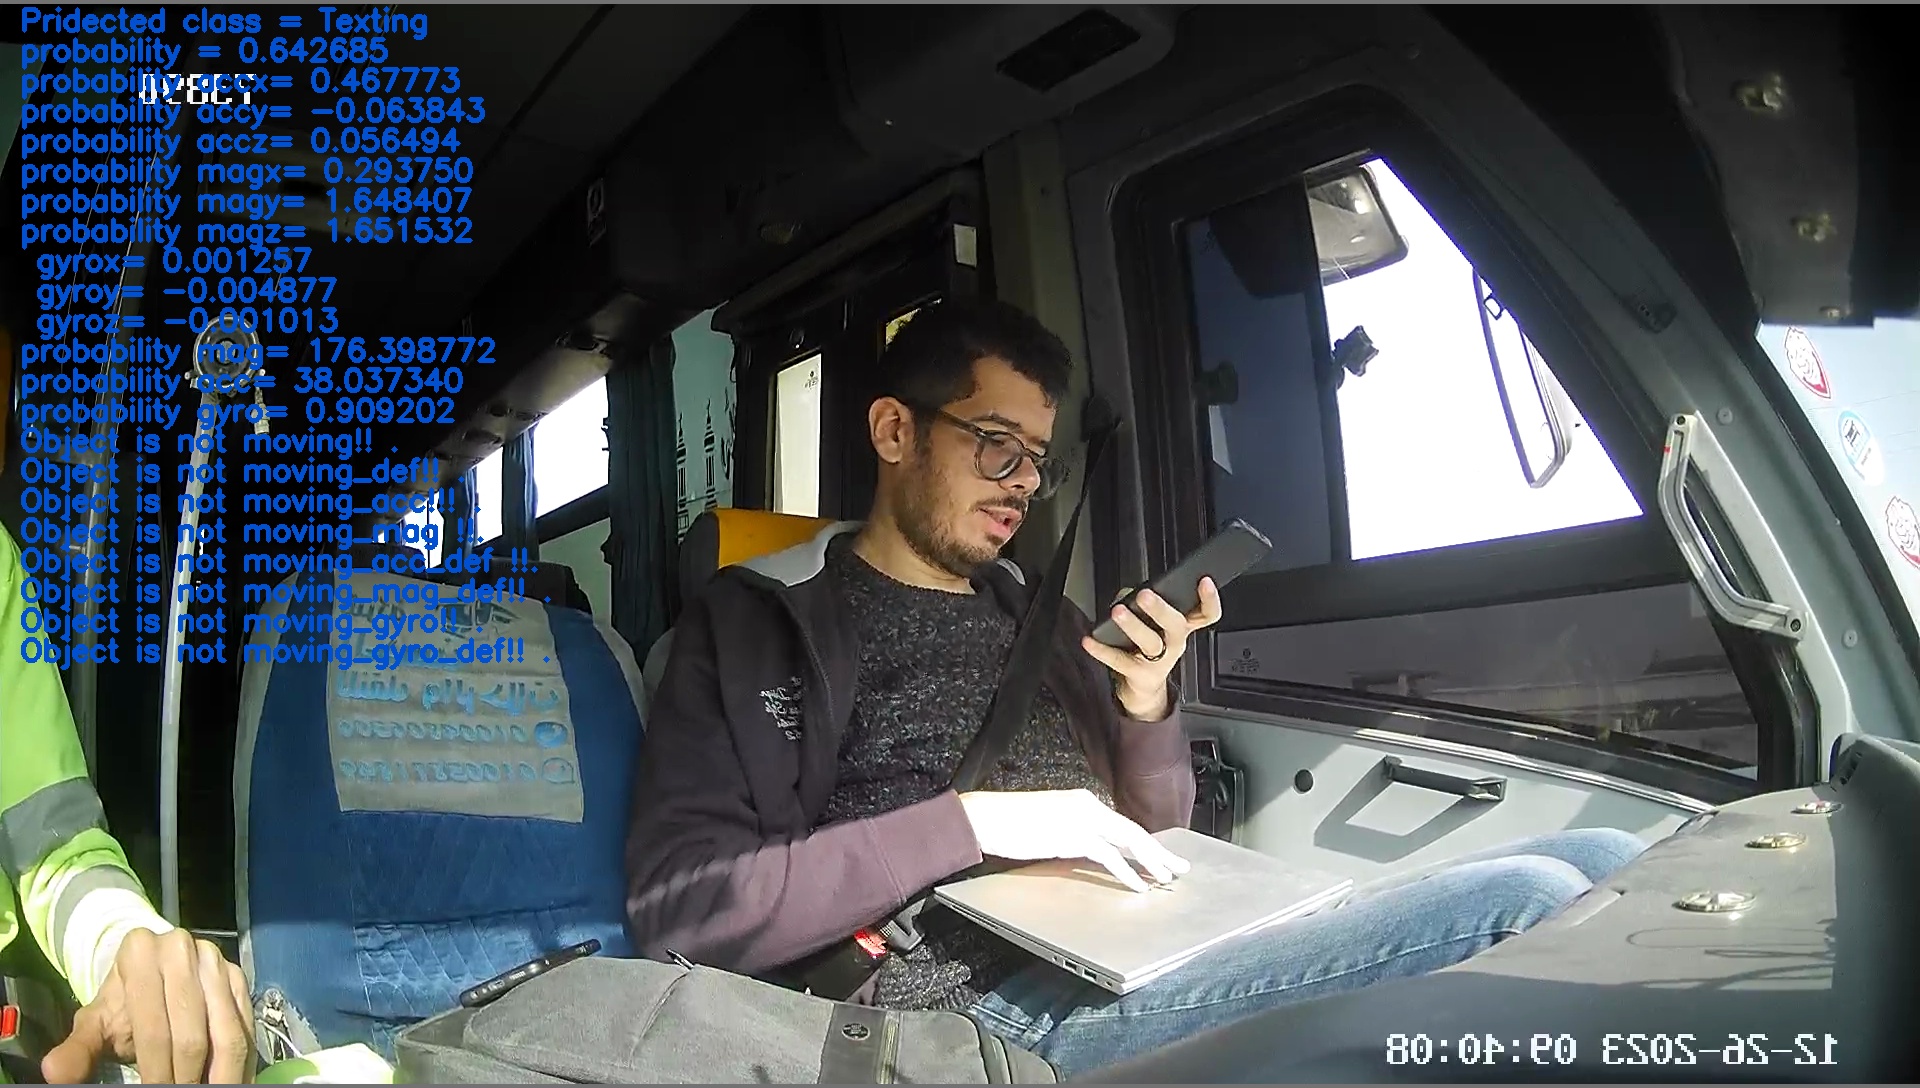 Pridected class = Texting
probability = 0.642685
probability accx= 0.467773
probability accy= -0.063843
probability accz= 0.056494
probability magx= 0.293750
probability magy= 1.648407
probability magz= 1.651532
gyrox= 0.001257
gyroy= -0.004877
gyroz= -0.001013
probability mag= 176.398772
probability acc= 38.037340
probability gyro= 0.909202
Object is not moving!! .
Object is not moving_def!!
Object is not moving_acc!!! .
Object is not moving_mag !!.
Object is not moving_acc_def !!.
Object is not moving_mag_def!! .
Object is not moving_gyro!! .
Object is not moving_gyro_def!! .
12-26-2023 09:40:08